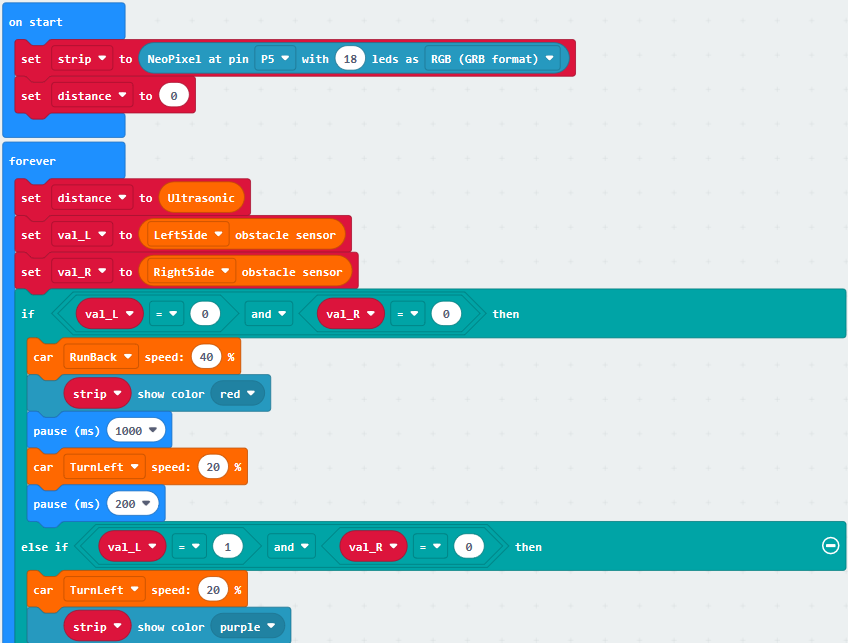 on start
set strip to NeoPixel at pin P5 with 18 leds as RGB (GRB format)
set distance to 0
forever
set distance to Ultrasonic
set val_L to LeftSide obstacle sensor
set val_R to RightSide obstacle sensor
if val_L = 0 and val_R = 0 then
car RunBack speed: 40 %
strip show color red
pause (ms) 1000
car TurnLeft speed: 20 %
pause (ms) 200
else if val_L = 1 and val_R = 0 then
car TurnLeft speed: 20 %
strip show color purple